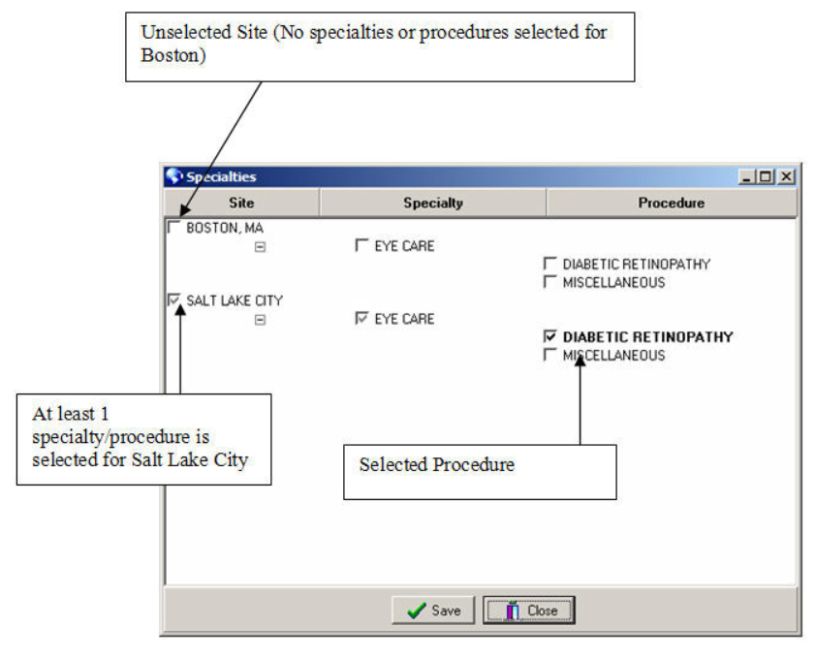 Unselected Site (No specialties or procedures selected for
Boston)
Specialties
Site Specialty Procedure
BOSTON, MA
EYE CARE
DIABETIC RETINOPATHY
MISCELLANEOUS
SALT LAKE CITY
EYE CARE
DIABETIC RETINOPATHY
MISCELLANEOUS
At least 1
specialty/procedure is
selected for Salt Lake City
Selected Procedure
Save Close